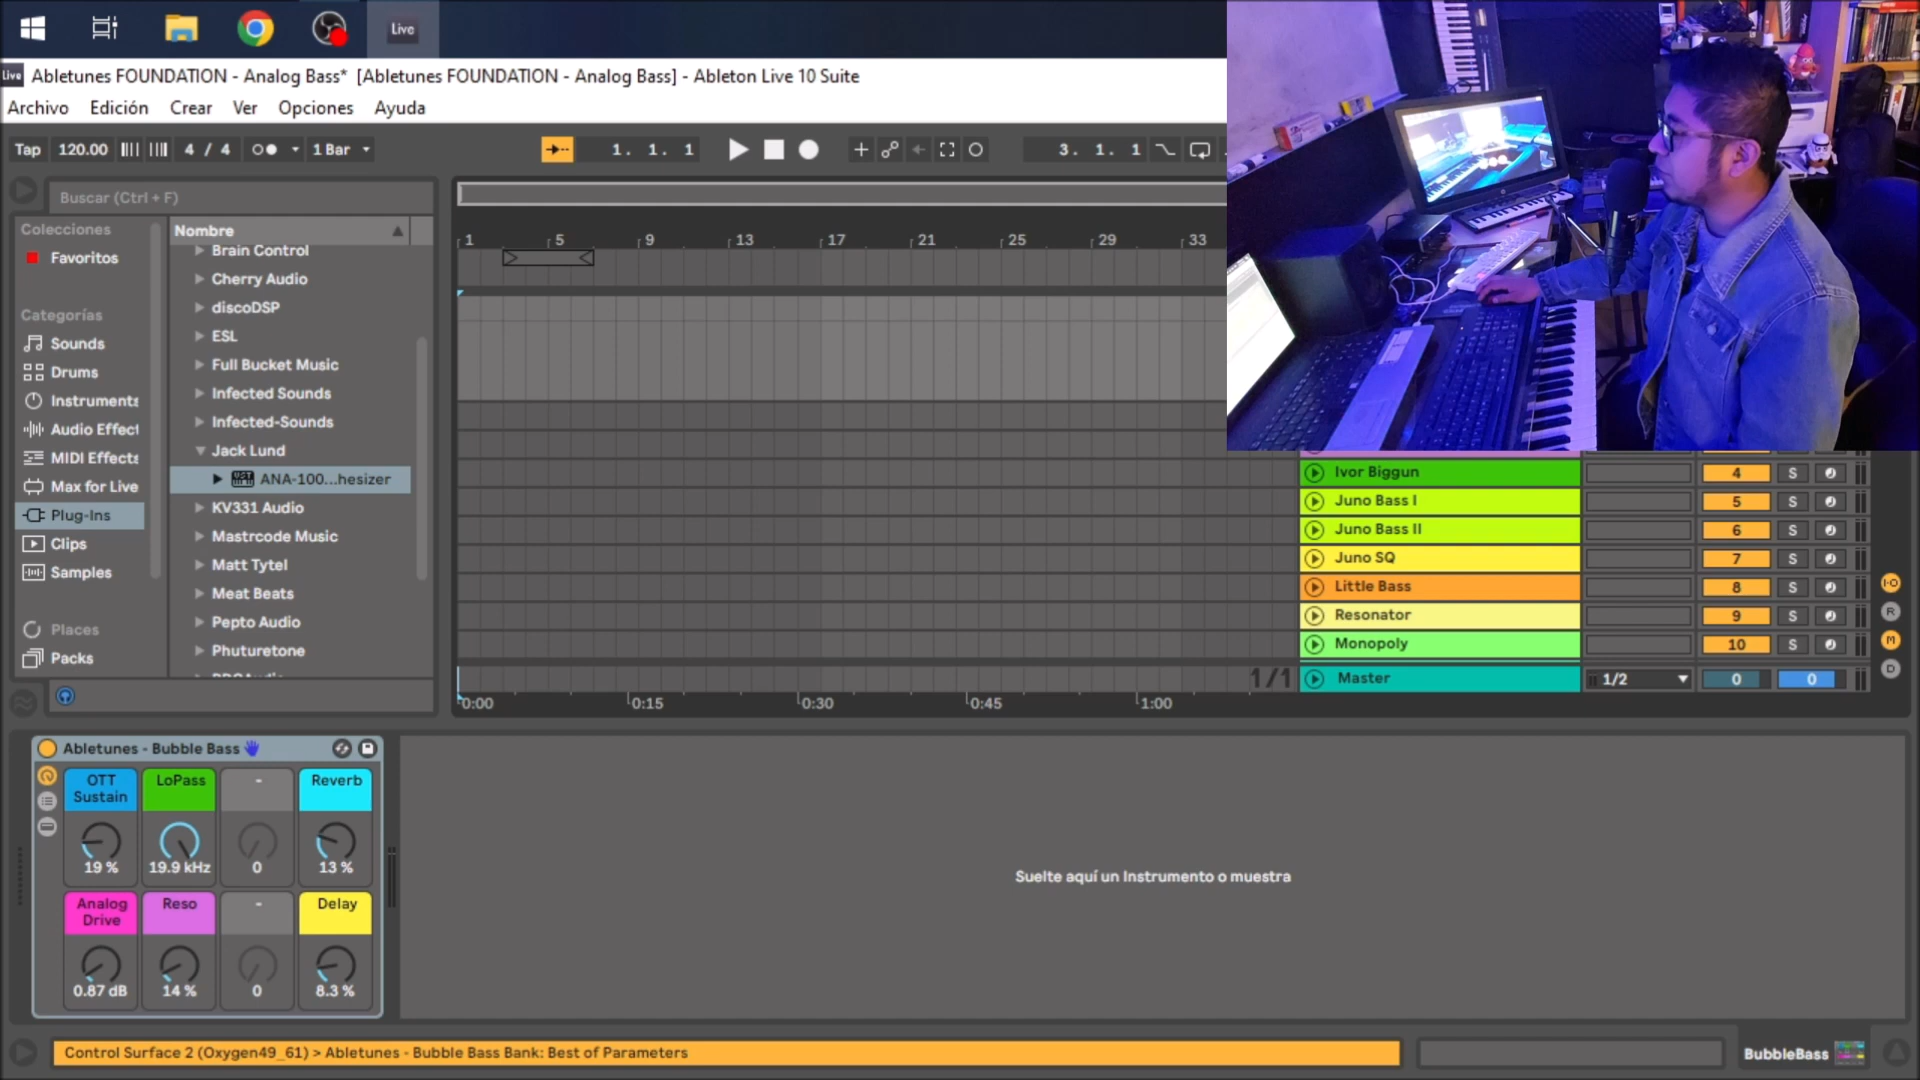 Live
Live Abletunes FOUNDATION - Analog Bass* [Abletunes FOUNDATION - Analog Bass] - Ableton Live 10 Suite
Archivo Edición Crear Ver Opciones Ayuda
Tap 120.00 4 / 4 1 Bar 1. 1. 1 3. 1. 1
Buscar (Ctrl + F)
Colecciones
Favoritos
Categorías
Sounds
Drums
Instruments
Audio Effect
MIDI Effects
Max for Live
Plug-Ins
Clips
Samples
Places
Packs
Nombre
Brain Control
Cherry Audio
discoDSP
ESL
Full Bucket Music
Infected Sounds
Infected-Sounds
Jack Lund
ANA-100...hesizer
KV331 Audio
Mastrcode Music
Matt Tytel
Meat Beats
Pepto Audio
Phuturetone
1 5 9 13 17 21 25 29 33
Ivor Biggun 4 S
Juno Bass I 5 S
Juno Bass II 6 S
Juno SQ 7 S
Little Bass 8 S
Resonator 9 S
Monopoly 10 S
1/1 Master 1/2 0 0
I-O
R
M
D
0:00 0:15 0:30 0:45 1:00
Abletunes - Bubble Bass
OTT Sustain LoPass - Reverb
19 % 19.9 kHz 0 13 %
Analog Drive Reso - Delay
0.87 dB 14 % 0 8.3 %
Suelte aquí un Instrumento o muestra
Control Surface 2 (Oxygen49_61) > Abletunes - Bubble Bass Bank: Best of Parameters
BubbleBass